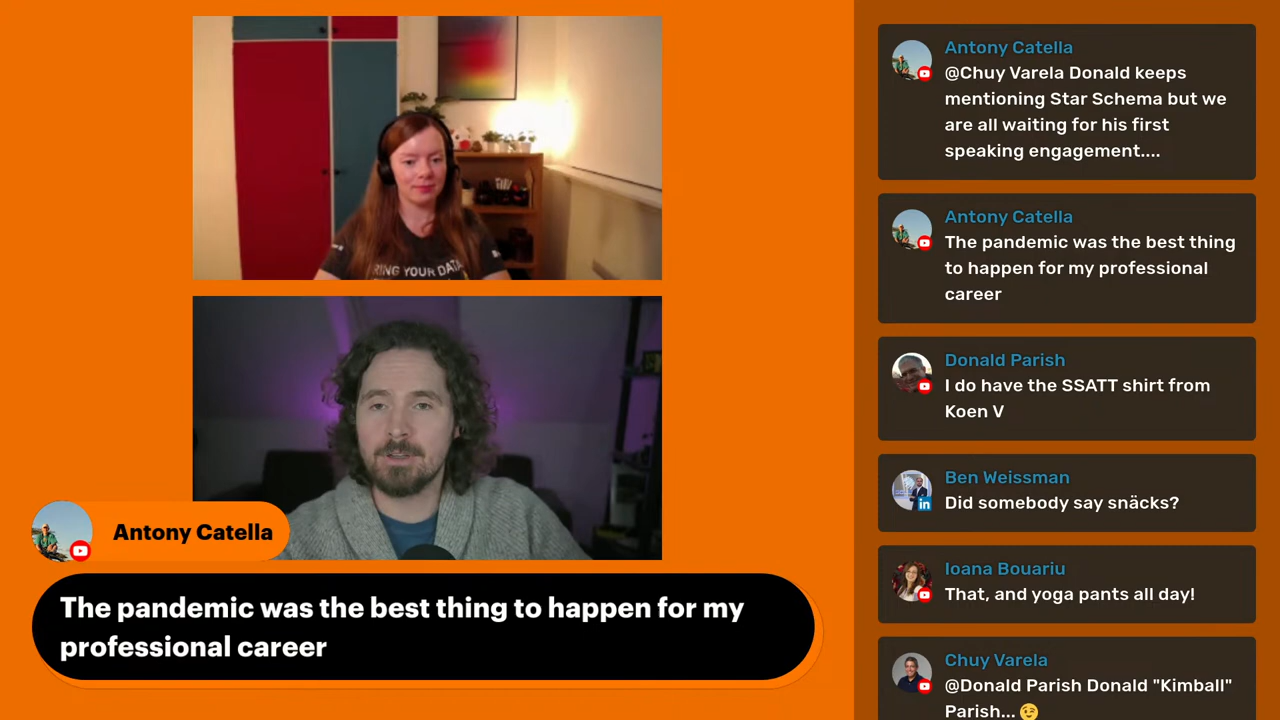 RING YOUR DATA
Antony Catella
The pandemic was the best thing to happen for my
professional career
Antony Catella
@Chuy Varela Donald keeps
mentioning Star Schema but we
are all waiting for his first
speaking engagement....
Antony Catella
The pandemic was the best thing
to happen for my professional
career
Donald Parish
I do have the SSATT shirt from
Koen V
Ben Weissman
Did somebody say snäcks?
Ioana Bouariu
That, and yoga pants all day!
Chuy Varela
@Donald Parish Donald "Kimball"
Parish... 😉